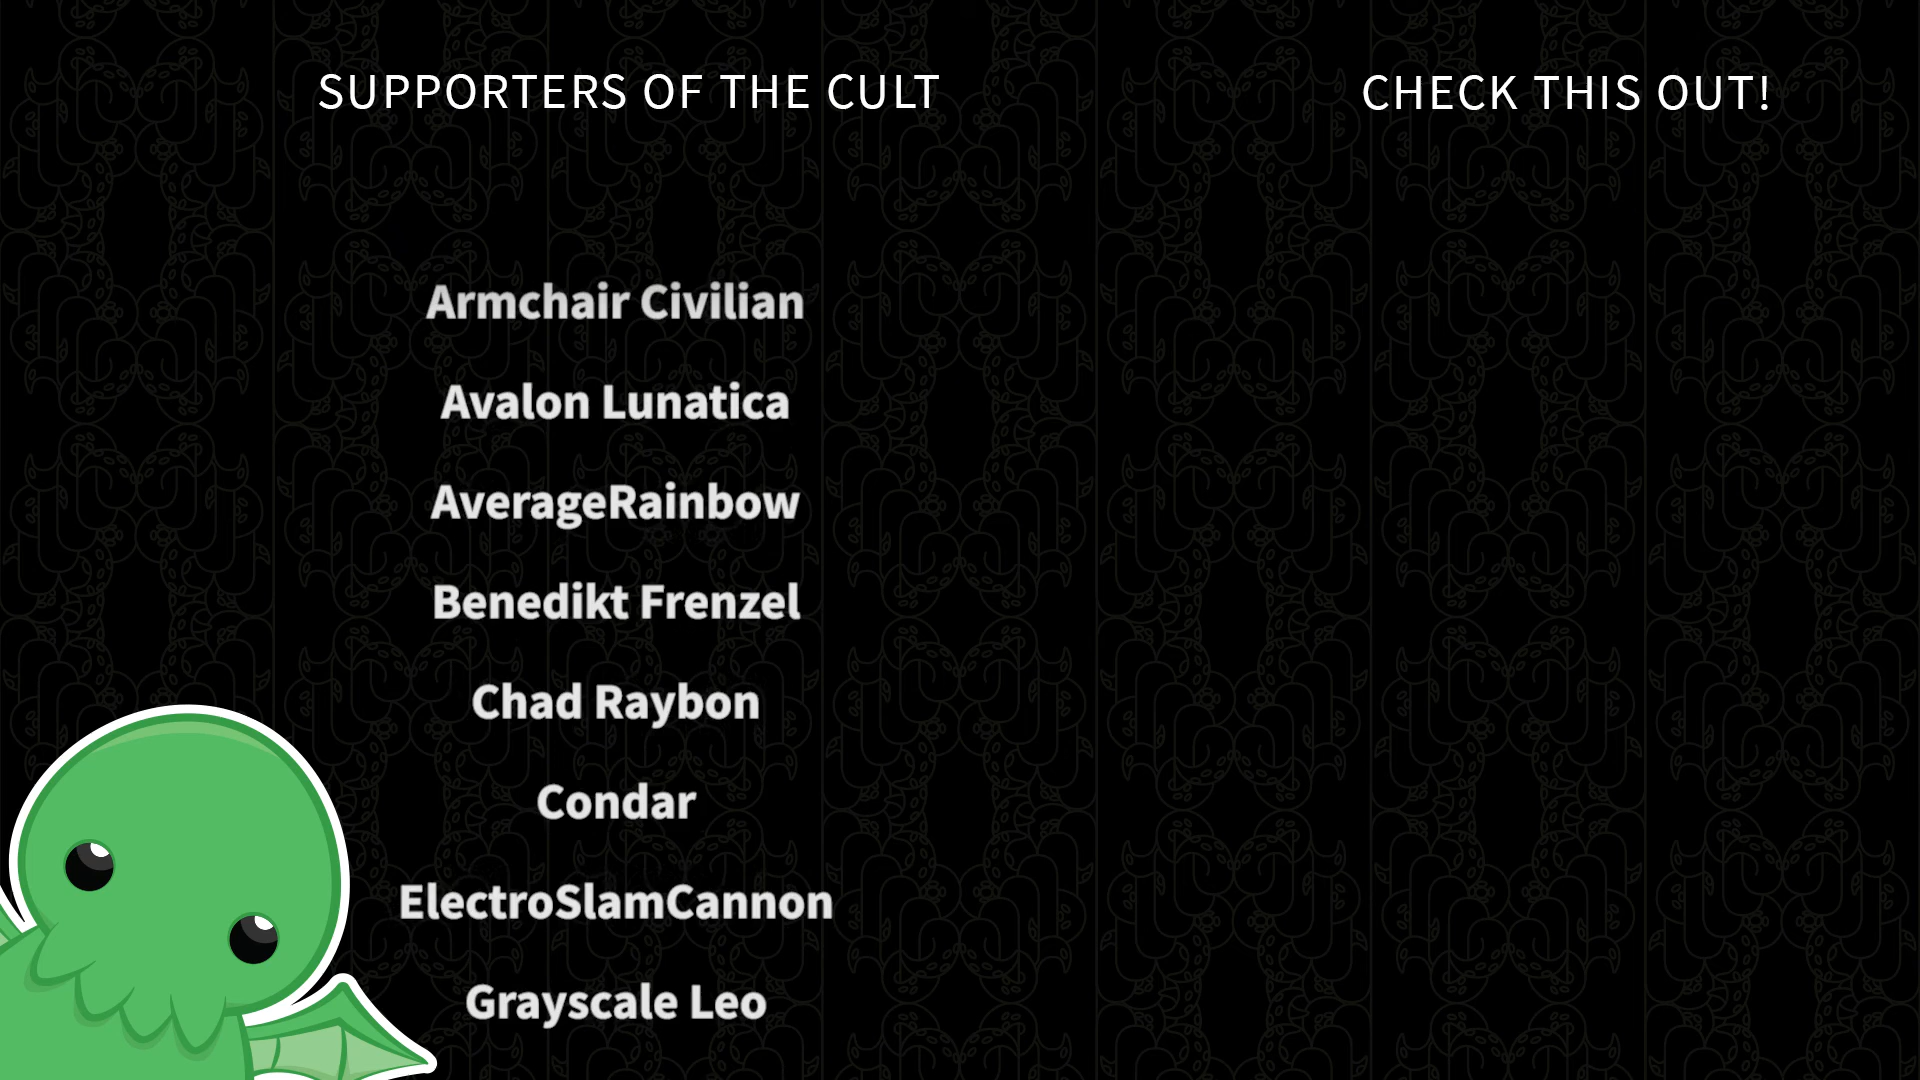 SUPPORTERS OF THE CULT
CHECK THIS OUT!
Armchair Civilian
Avalon Lunatica
AverageRainbow
Benedikt Frenzel
Chad Raybon
Condar
ElectroSlamCannon
Grayscale Leo